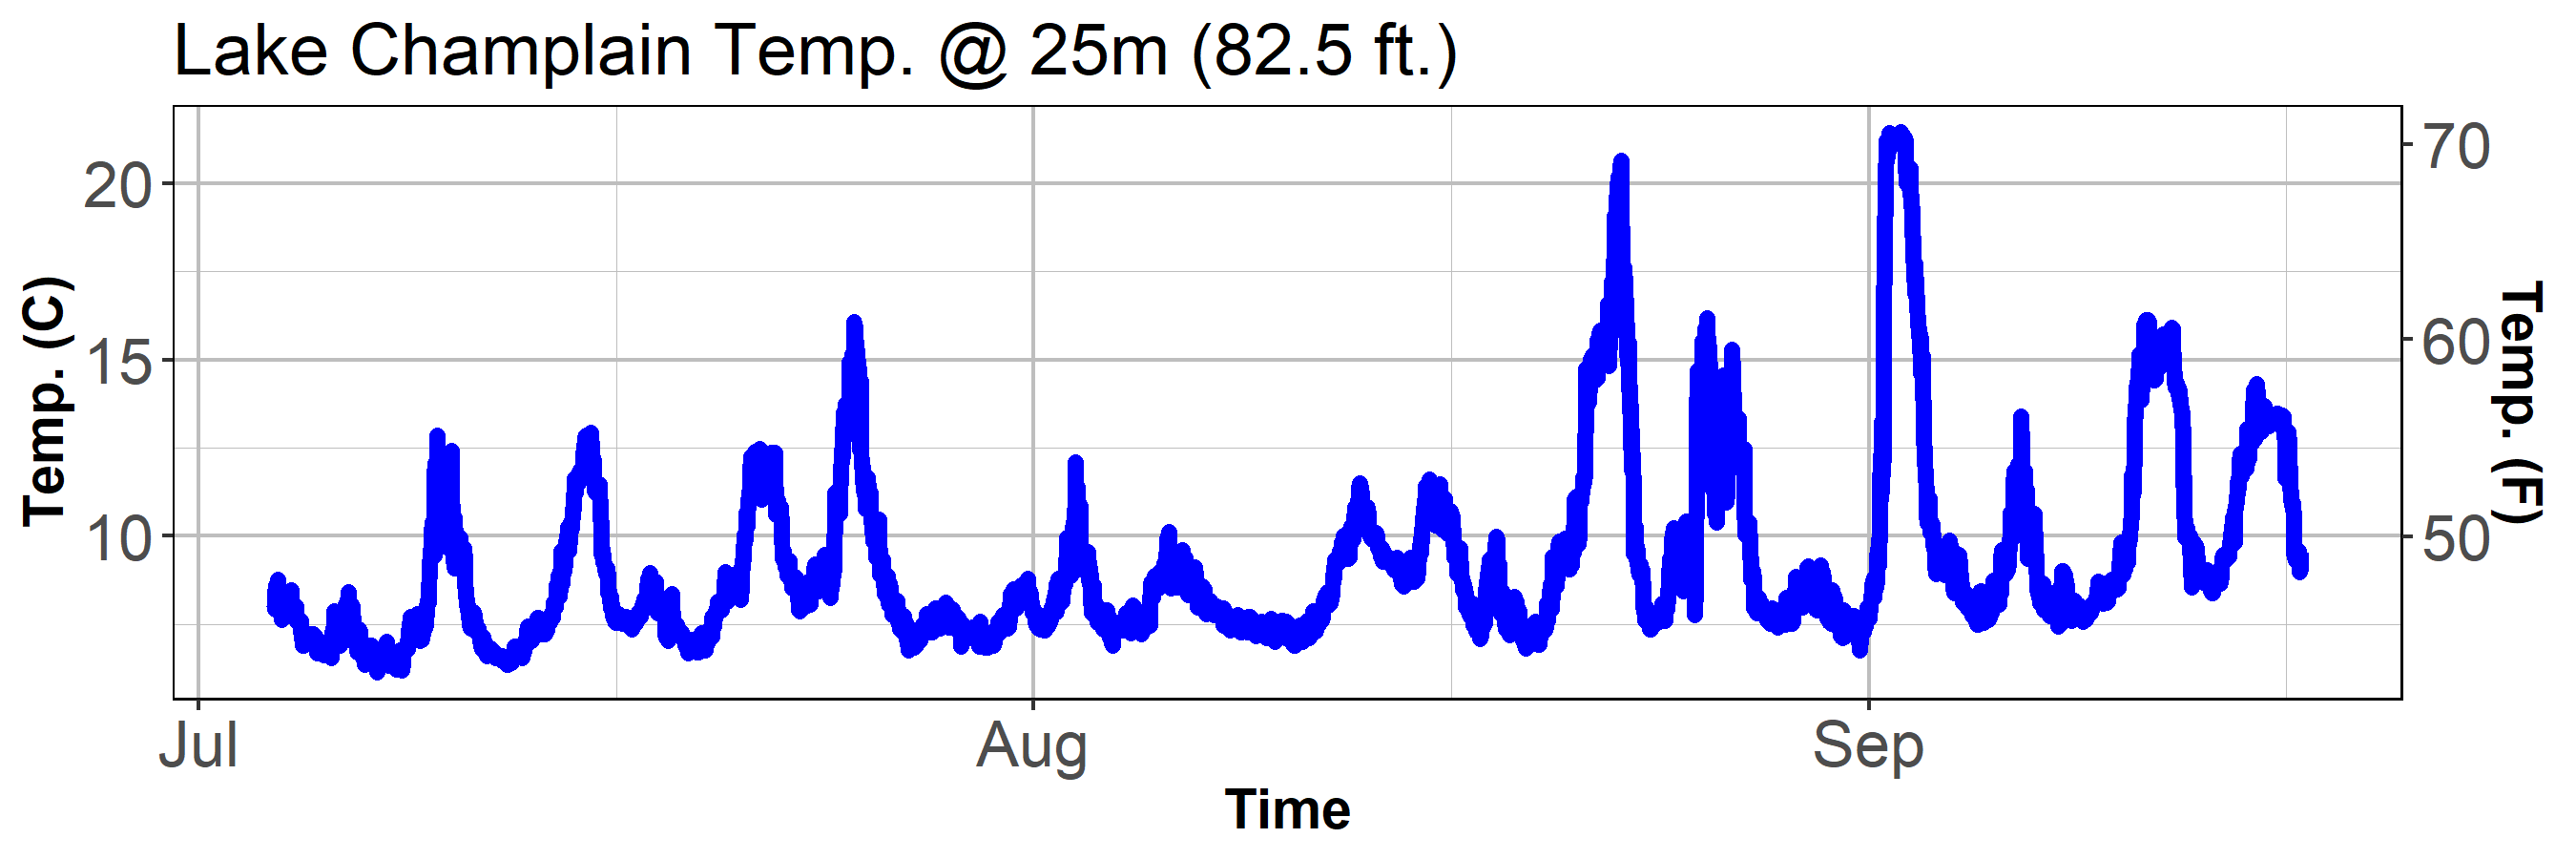 Lake Champlain Temp. @ 25m (82.5 ft.)
Temp. (C)
20
15
10
70
60
50
Temp. (F)
Jul
Aug
Sep
Time